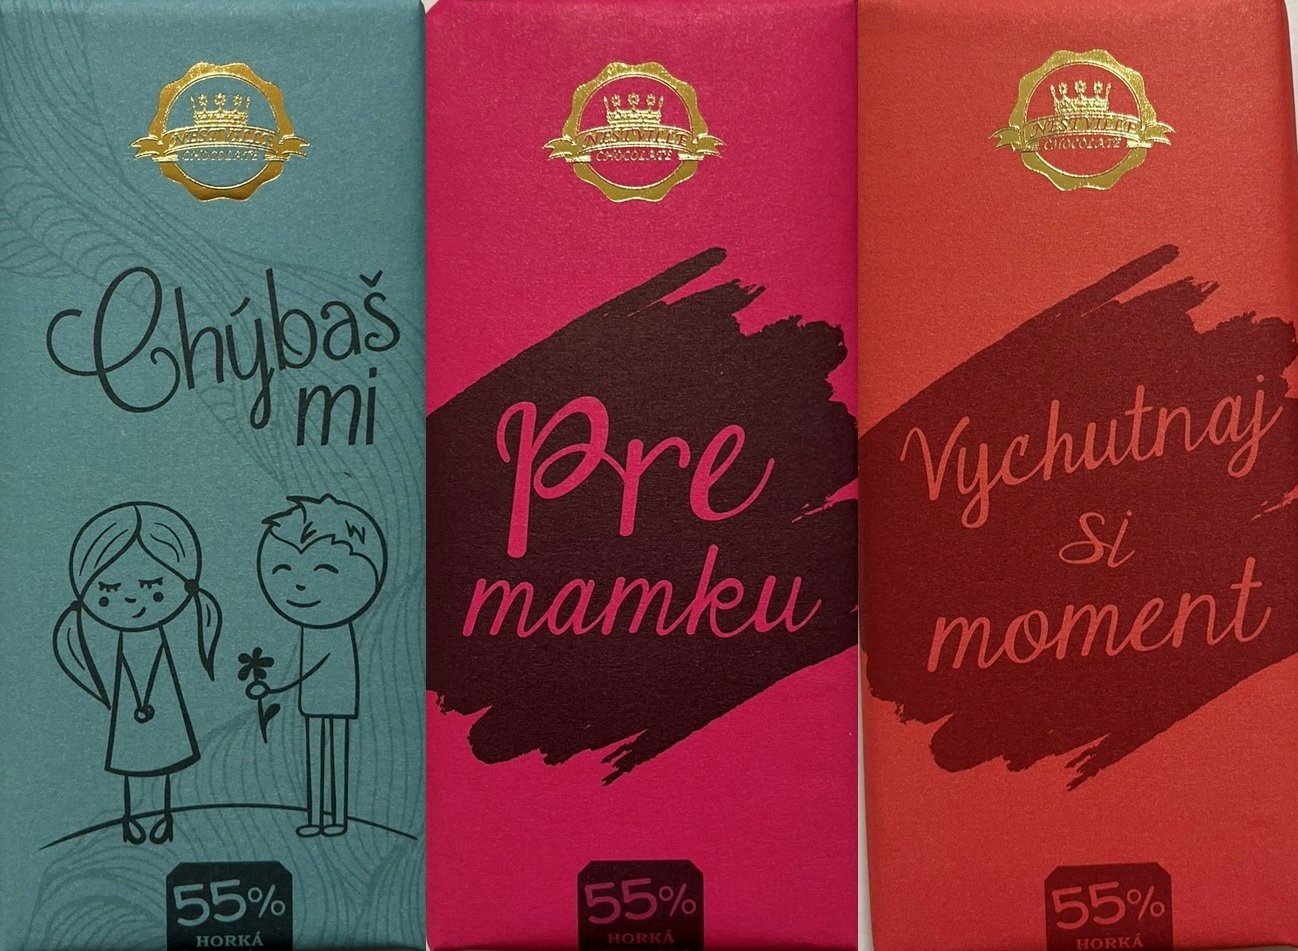 NESTVILLE
CHOCOLATE
Chýbaš
mi
55%
HORKÁ
NESTVILLE
CHOCOLATE
Pre
mamku
55%
HORKÁ
NESTVILLE
CHOCOLATE
Vychutnaj
si
moment
55%
HORKÁ